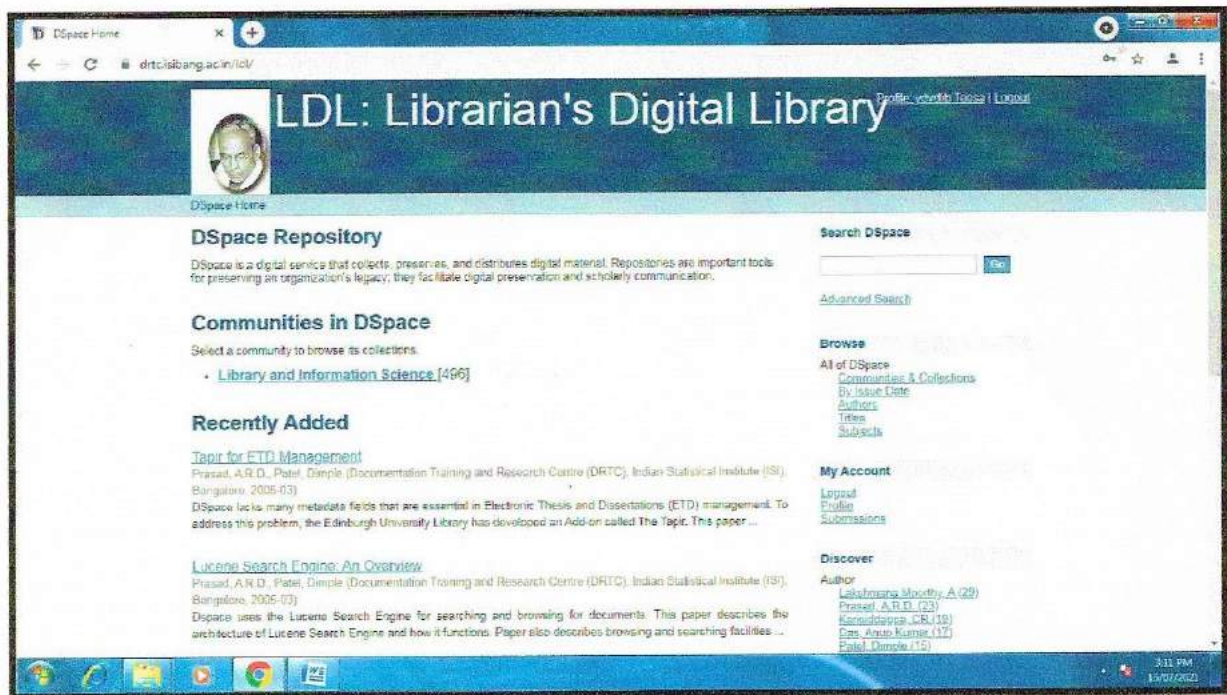 DSpace Home
drtc.isibang.ac.in/ldl/
LDL: Librarian's Digital Library
Profile: Topsa | Logout
DSpace Home
DSpace Repository
DSpace is a digital service that collects, preserves, and distributes digital material. Repositories are important tools
for preserving an organization's legacy; they facilitate digital preservation and scholarly communication.
Communities in DSpace
Select a community to browse its collections.
• Library and Information Science [496]
Recently Added
Tapir for ETD Management
Prasad, A.R.D., Patel, Dimple (Documentation Training and Research Centre (DRTC), Indian Statistical Institute (ISI),
Bangalore, 2005-03)
DSpace lacks many metadata fields that are essential in Electronic Thesis and Dissertations (ETD) management. To
address this problem, the Edinburgh University Library has developed an Add-on called The Tapir. This paper ...
Lucene Search Engine: An Overview
Prasad, A.R.D., Patel, Dimple (Documentation Training and Research Centre (DRTC), Indian Statistical Institute (ISI),
Bangalore, 2005-03)
Dspace uses the Lucene Search Engine for searching and browsing for documents. This paper describes the
architecture of Lucene Search Engine and how it functions. Paper also describes browsing and searching facilities ...
Search DSpace
Go
Advanced Search
Browse
All of DSpace
Communities & Collections
By Issue Date
Authors
Titles
Subjects
My Account
Logout
Profile
Submissions
Discover
Author
Lakshmana Moorthy, A (29)
Prasad, A.R.D. (23)
Karisiddappa, CR (19)
Das, Anup Kumar (17)
Patel, Dimple (15)
3:11 PM
15/07/2021